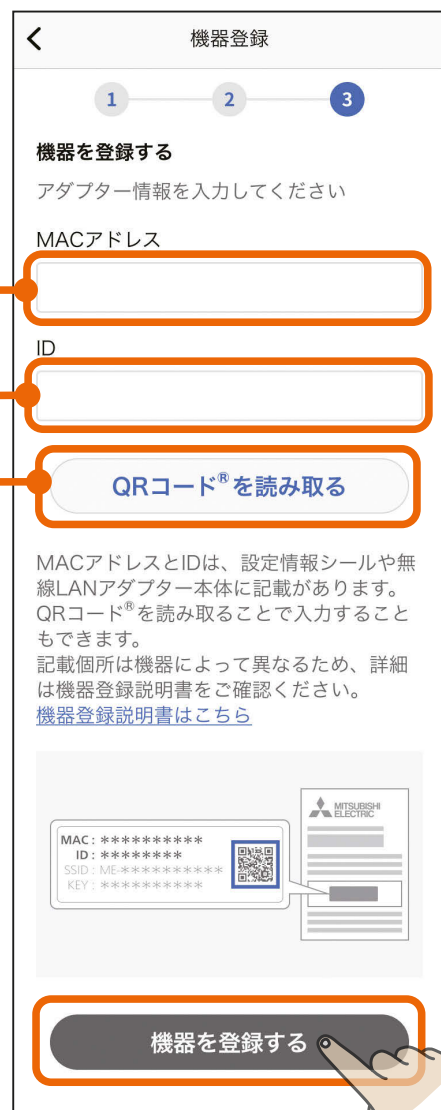 機器登録
1 2 3
機器を登録する
アダプター情報を入力してください
MACアドレス
ID
QRコード®を読み取る
MACアドレスとIDは、設定情報シールや無
線LANアダプター本体に記載があります。
QRコード®を読み取ることで入力すること
もできます。
記載個所は機器によって異なるため、詳細
は機器登録説明書をご確認ください。
機器登録説明書はこちら
MITSUBISHI
ELECTRIC
MAC : **********
ID : ********
SSID : ME-**********
KEY : **********
機器を登録する